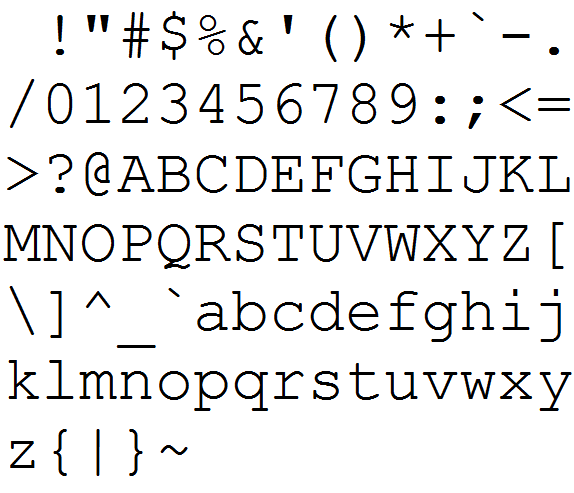 !"#$%&'()*+`-.
/0123456789:;<=
>?@ABCDEFGHIJKL
MNOPQRSTUVWXYZ[
\]^_`abcdefghij
klmnopqrstuvwxy
z{|}~